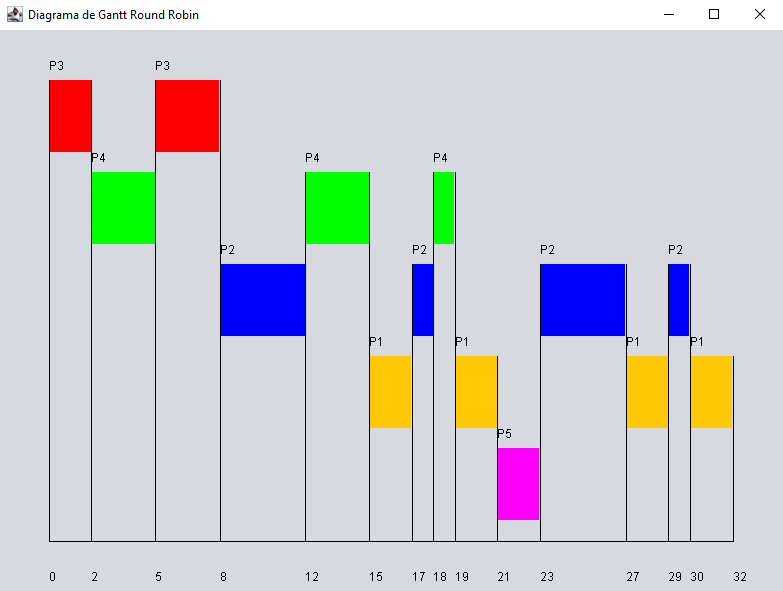 Diagrama de Gantt Round Robin
P3 P3
P4 P4 P4
P2 P2 P2 P2
P1 P1 P1 P1
P5
0 2 5 8 12 15 17 18 19 21 23 27 29 30 32